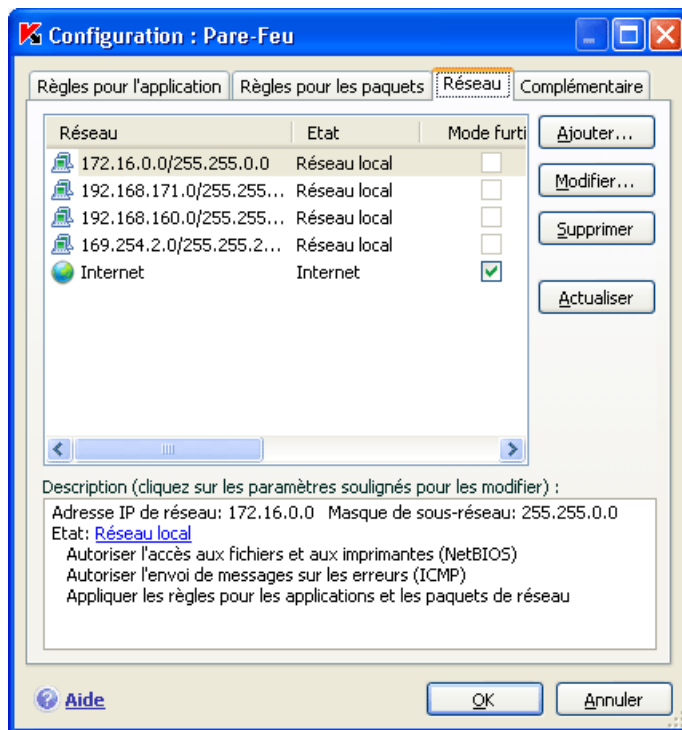 Configuration : Pare-Feu
Règles pour l'application Règles pour les paquets Réseau Complémentaire
Réseau Etat Mode furti
Ajouter...
172.16.0.0/255.255.0.0 Réseau local
192.168.171.0/255.255... Réseau local
Modifier...
192.168.160.0/255.255... Réseau local
Supprimer
169.254.2.0/255.255.2... Réseau local
Internet Internet
Actualiser
Description (cliquez sur les paramètres soulignés pour les modifier) :
Adresse IP de réseau: 172.16.0.0 Masque de sous-réseau: 255.255.0.0
Etat: Réseau local
Autoriser l'accès aux fichiers et aux imprimantes (NetBIOS)
Autoriser l'envoi de messages sur les erreurs (ICMP)
Appliquer les règles pour les applications et les paquets de réseau
Aide OK Annuler